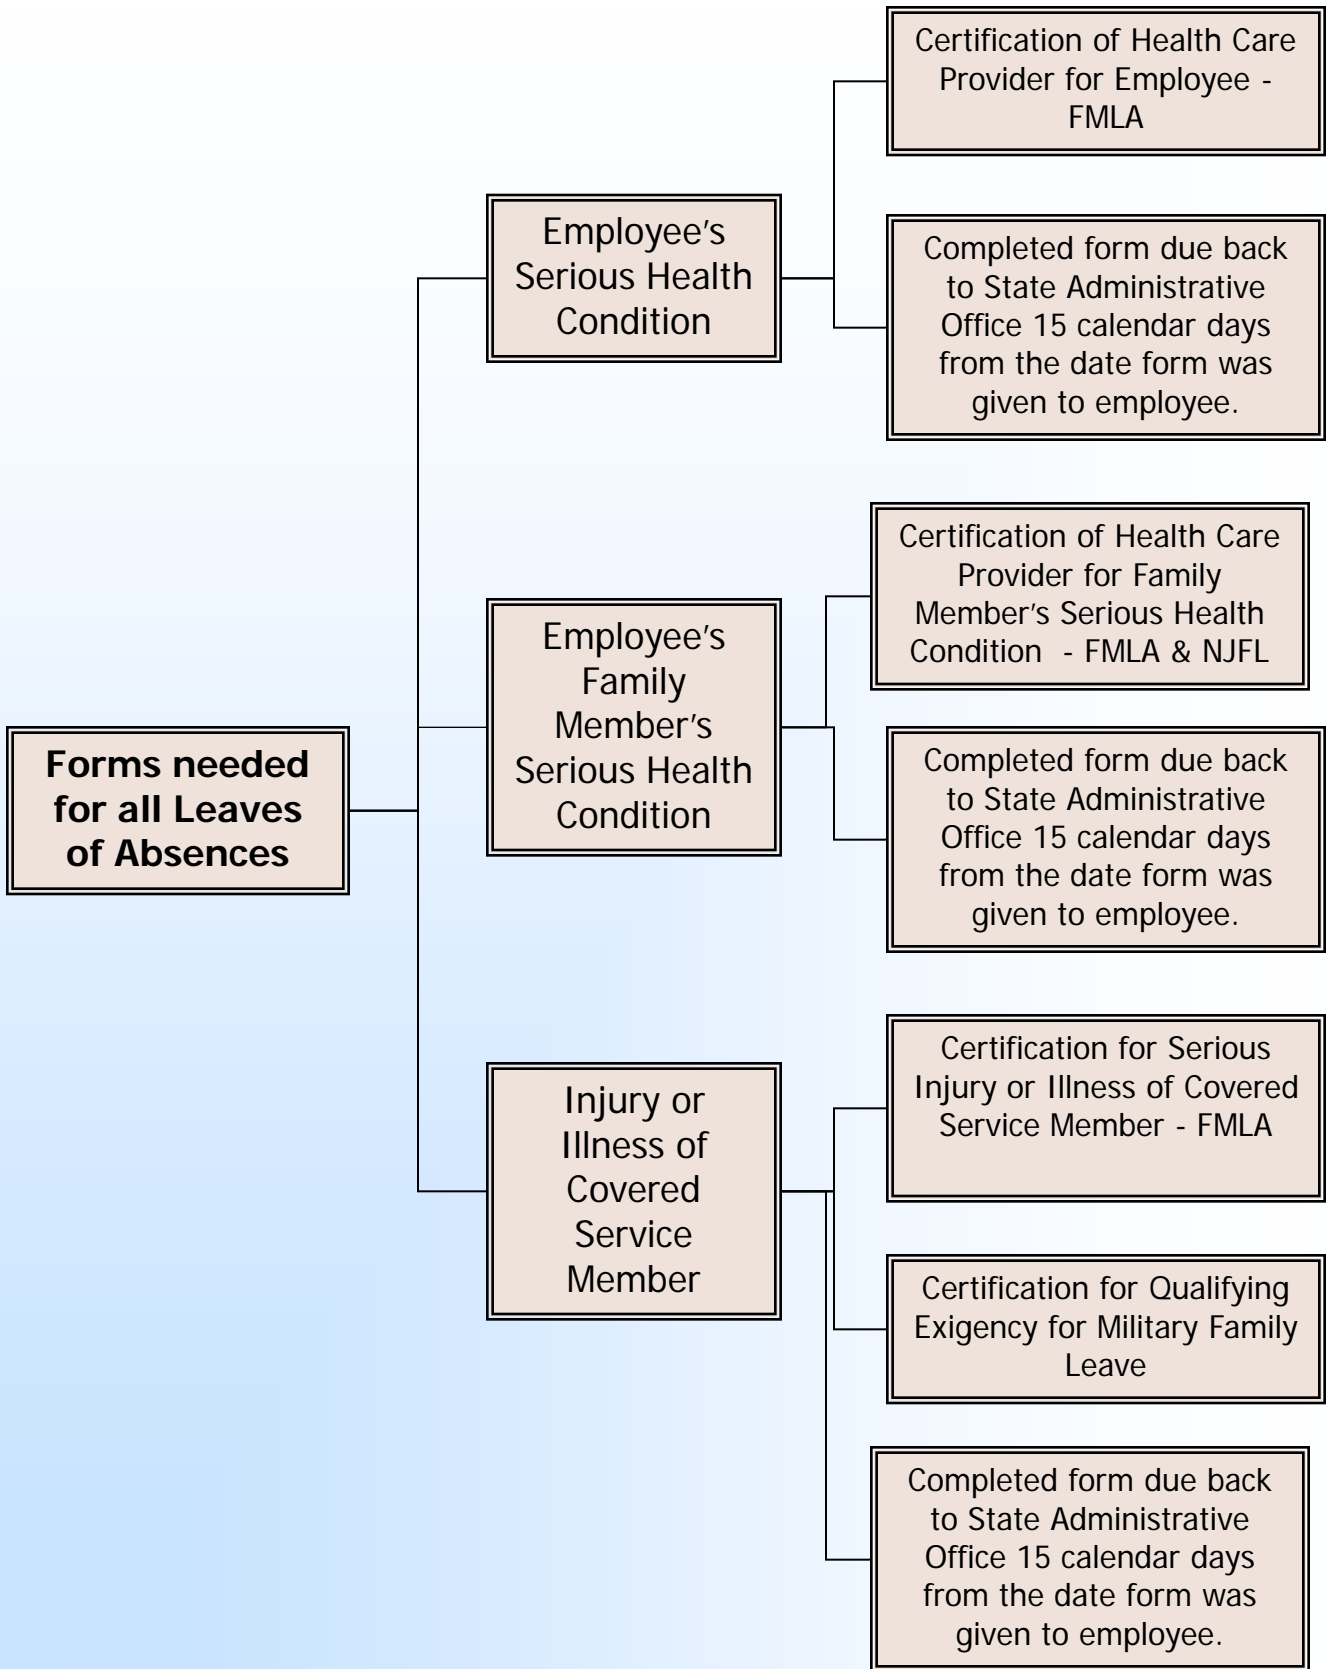 Forms needed
for all Leaves
of Absences
Employee's
Serious Health
Condition
Certification of Health Care
Provider for Employee -
FMLA
Completed form due back
to State Administrative
Office 15 calendar days
from the date form was
given to employee.
Employee's
Family
Member's
Serious Health
Condition
Certification of Health Care
Provider for Family
Member's Serious Health
Condition  - FMLA & NJFL
Completed form due back
to State Administrative
Office 15 calendar days
from the date form was
given to employee.
Injury or
Illness of
Covered
Service
Member
Certification for Serious
Injury or Illness of Covered
Service Member - FMLA
Certification for Qualifying
Exigency for Military Family
Leave
Completed form due back
to State Administrative
Office 15 calendar days
from the date form was
given to employee.